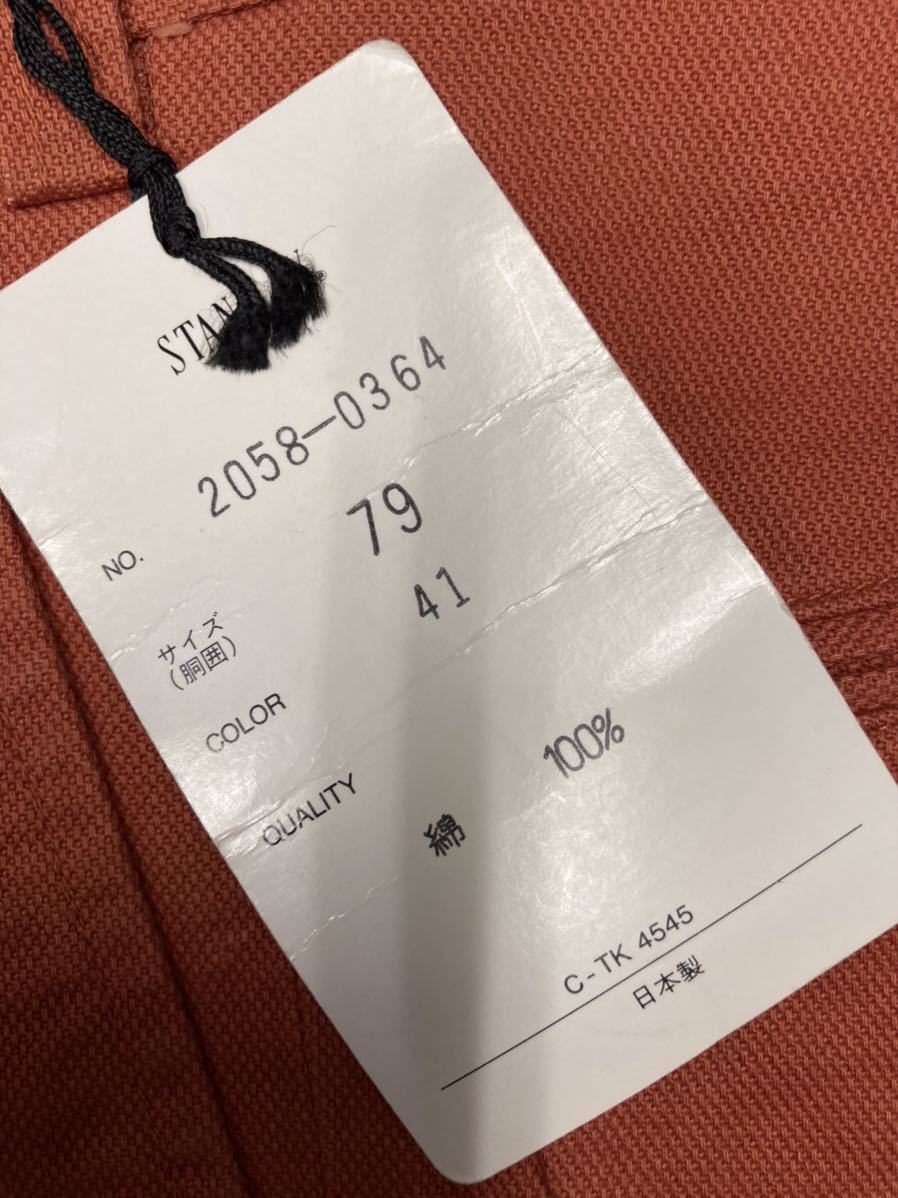 NO. 2058-0364
サイズ 79
(胴囲)
COLOR 41
QUALITY 綿 100%
C-TK 4545
日本製